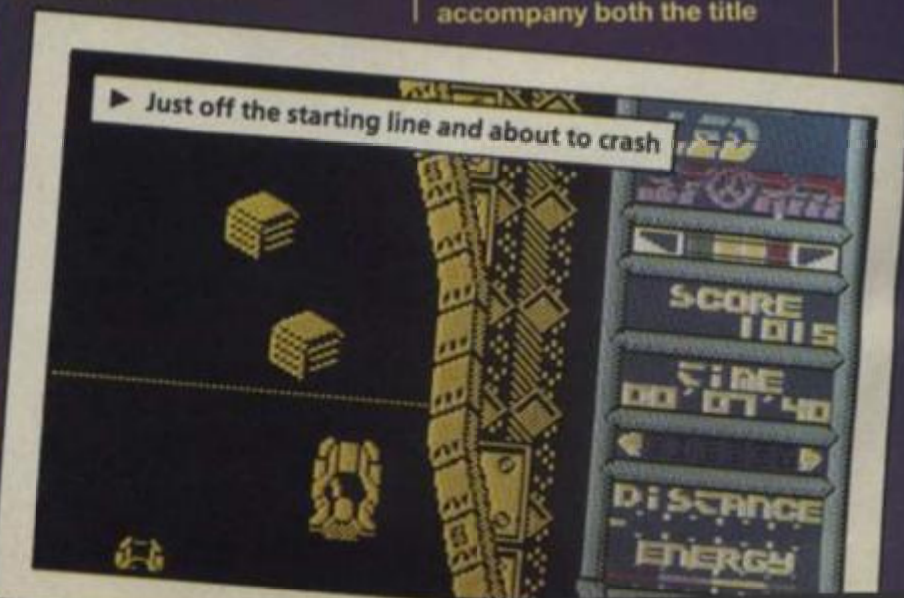 accompany both the title
► Just off the starting line and about to crash
LED
SCORE
1015
TIME
00'07'40
DISTANCE
ENERGY